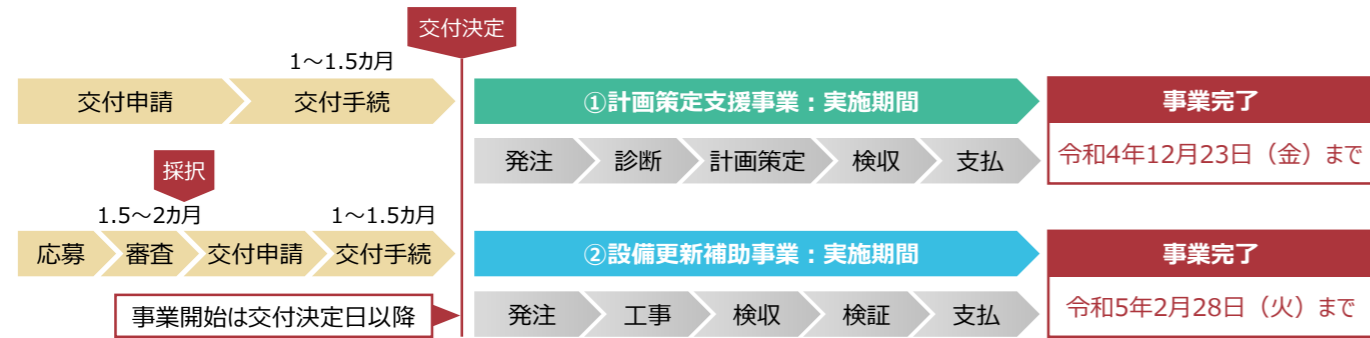 交付決定
1～1.5カ月
交付申請
交付手続
①計画策定支援事業：実施期間
事業完了
発注
診断
計画策定
検収
支払
令和4年12月23日（金）まで
採択
1.5～2カ月
1～1.5カ月
応募
審査
交付申請
交付手続
②設備更新補助事業：実施期間
事業完了
事業開始は交付決定日以降
発注
工事
検収
検証
支払
令和5年2月28日（火）まで